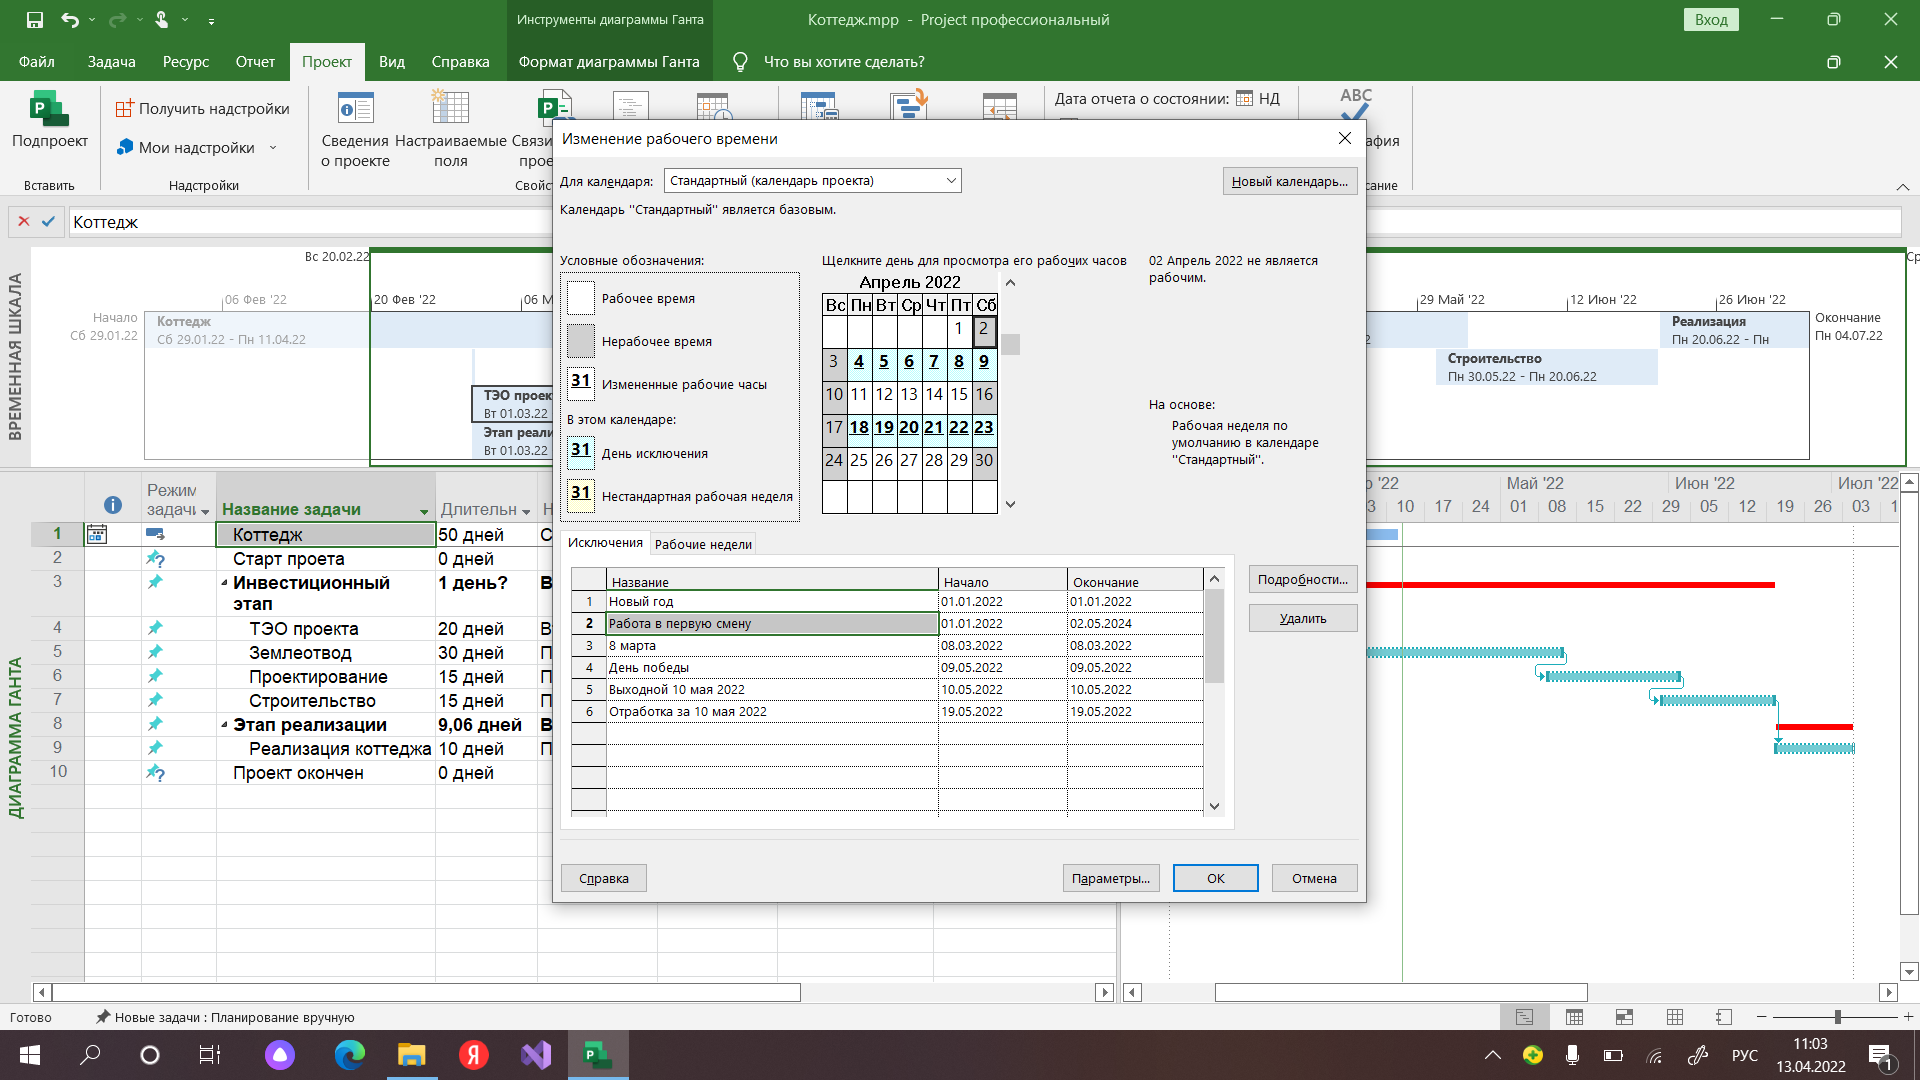 Инструменты диаграммы Ганта
Коттедж.mpp - Project профессиональный
Вход
Файл
Задача
Ресурс
Отчет
Проект
Вид
Справка
Формат диаграммы Ганта
Что вы хотите сделать?
Подпроект
Вставить
Получить надстройки
Мои надстройки
Надстройки
Сведения
о проекте
Настраиваемые
поля
Дата отчета о состоянии:
НД
ABC
Коттедж
ВРЕМЕННАЯ ШКАЛА
Вс 20.02.22
06 Фев '22
20 Фев '22
29 Май '22
12 Июн '22
26 Июн '22
Начало
Сб 29.01.22
Коттедж
Сб 29.01.22 - Пн 11.04.22
Вт 01.03.22
Вт 01.03.22
Реализация
Пн 20.06.22 - Пн
Строительство
Пн 30.05.22 - Пн 20.06.22
Окончание
Пн 04.07.22
ДИАГРАММА ГАНТА
Режим
задачи
Название задачи
1 Коттедж 50 дней
2 Старт проета 0 дней
3 Инвестиционный
этап
1 день?
4 ТЭО проекта 20 дней
5 Землеотвод 30 дней
6 Проектирование 15 дней
7 Строительство 15 дней
8 Этап реализации 9,06 дней
9 Реализация коттеджа 10 дней
10 Проект окончен 0 дней
Май '22
Июн '22
Июл '22
10 17 24 01 08 15 22 29 05 12 19 26 03
Изменение рабочего времени
Для календаря:
Стандартный (календарь проекта)
Новый календарь...
Календарь "Стандартный" является базовым.
Условные обозначения:
Рабочее время
Нерабочее время
31 Измененные рабочие часы
В этом календаре:
31 День исключения
31 Нестандартная рабочая неделя
Щелкните день для просмотра его рабочих часов
Апрель 2022
Вс Пн Вт Ср Чт Пт Сб
1 2
3 4 5 6 7 8 9
10 11 12 13 14 15 16
17 18 19 20 21 22 23
24 25 26 27 28 29 30
02 Апрель 2022 не является
рабочим.
На основе:
Рабочая неделя по
умолчанию в календаре
"Стандартный".
Исключения
Рабочие недели
Название Начало Окончание
1 Новый год 01.01.2022 01.01.2022
2 Работа в первую смену 01.01.2022 02.05.2024
3 8 марта 08.03.2022 08.03.2022
4 День победы 09.05.2022 09.05.2022
5 Выходной 10 мая 2022 10.05.2022 10.05.2022
6 Отработка за 10 мая 2022 19.05.2022 19.05.2022
Подробности...
Удалить
Справка
Параметры...
ОК
Отмена
Готово
Новые задачи : Планирование вручную
РУС
11:03
13.04.2022
1